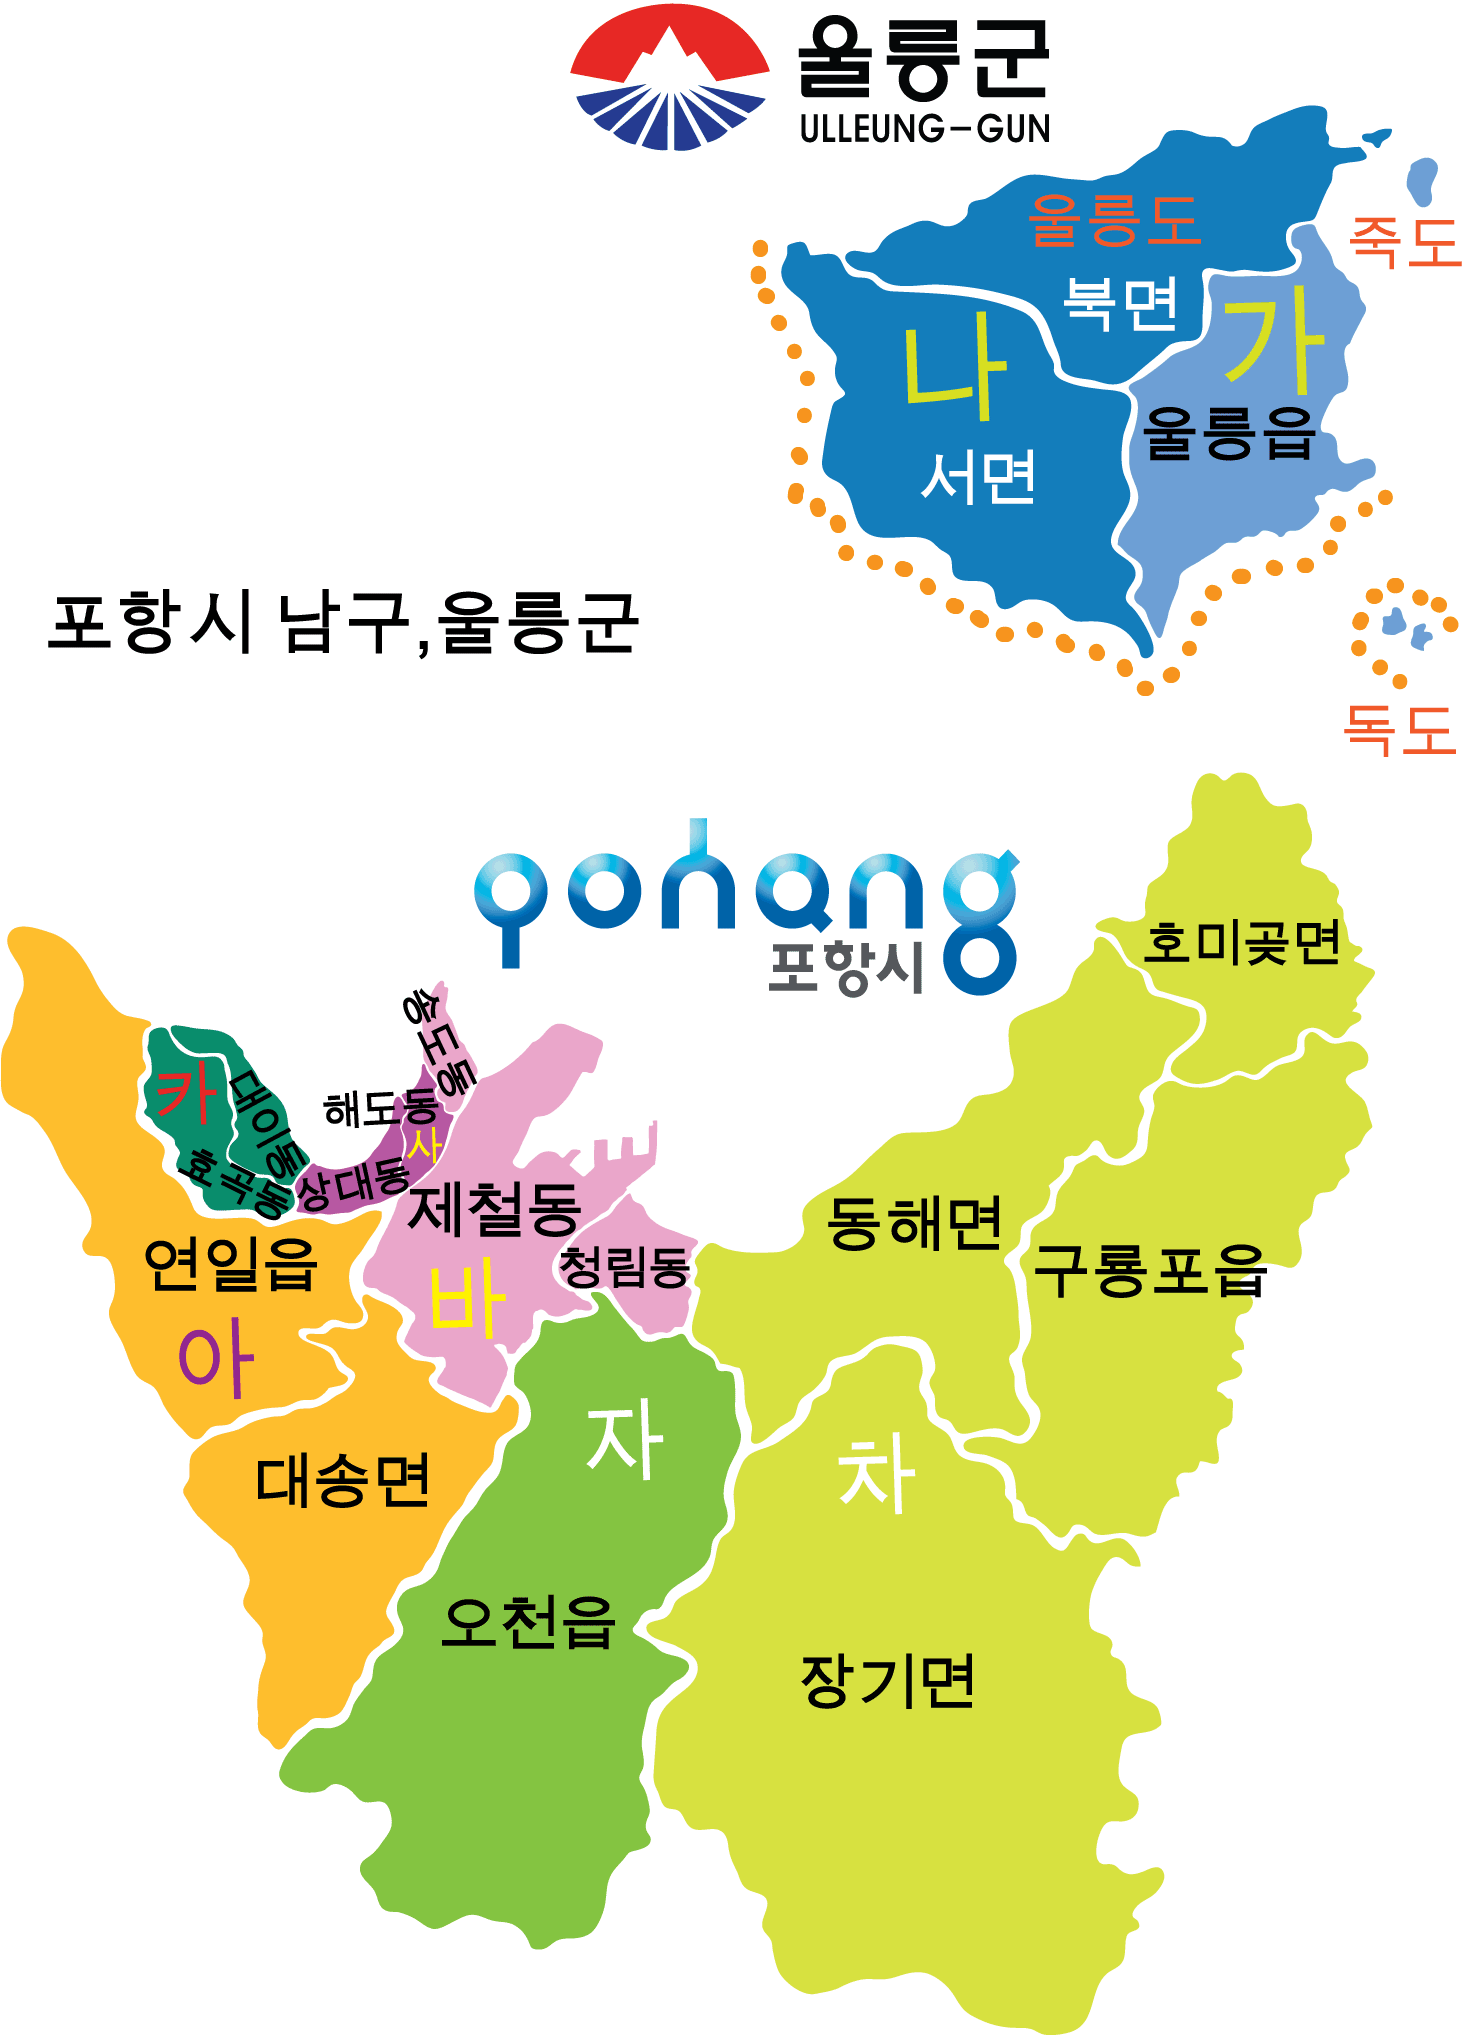 울릉군
ULLEUNG-GUN
울릉도
죽도
북면
가
나
울릉읍
서면
포항시 남구,울릉군
독도
pohang
포항시
호미곶면
송도동
카
대이동
해도동
사
효곡동
상대동
제철동
동해면
연일읍
청림동
구룡포읍
바
아
자
차
대송면
오천읍
장기면